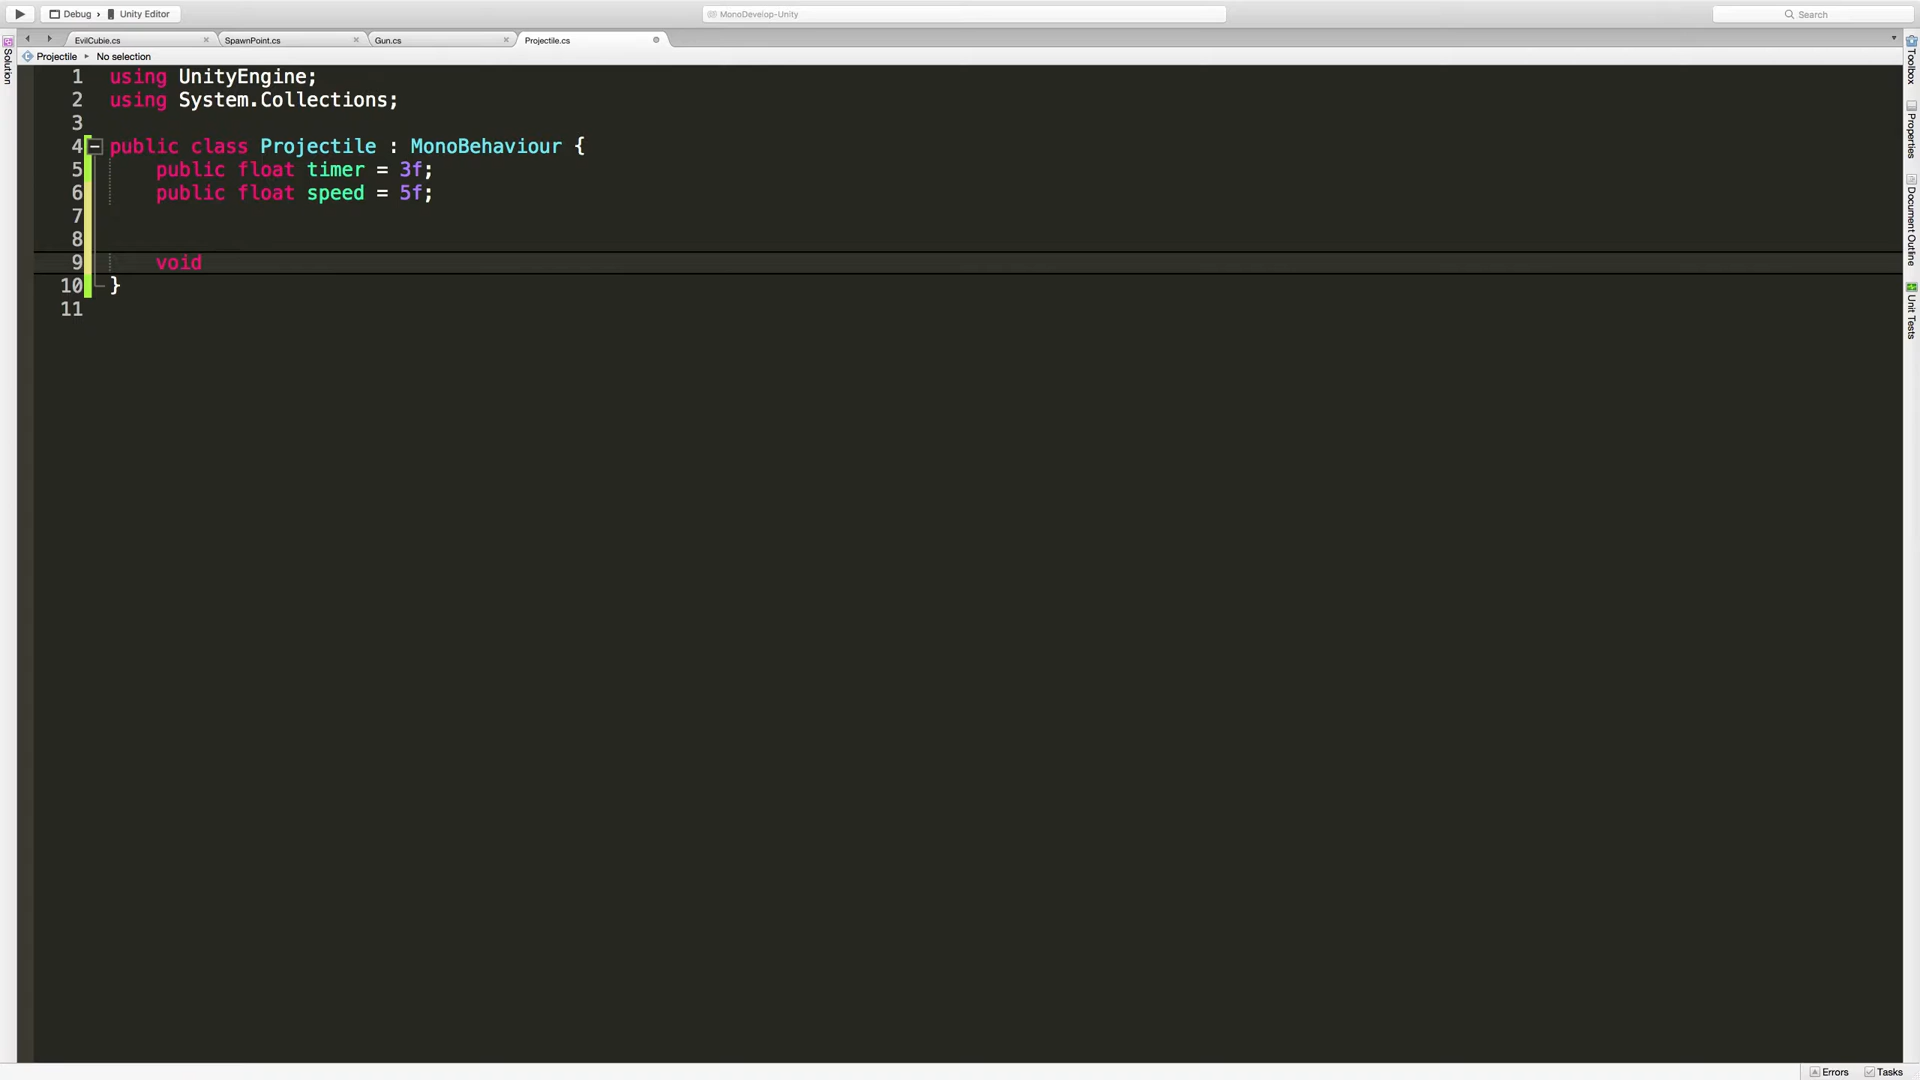 Debug › Unity Editor
MonoDevelop-Unity
Search
EvilCubie.cs
SpawnPoint.cs
Gun.cs
Projectile.cs
Projectile ▸ No selection
Solution
1 using UnityEngine;
2 using System.Collections;
3
4 public class Projectile : MonoBehaviour {
5 public float timer = 3f;
6 public float speed = 5f;
7
8
9 void
10 }
11
Toolbox
Properties
Document Outline
Unit Tests
Errors
Tasks